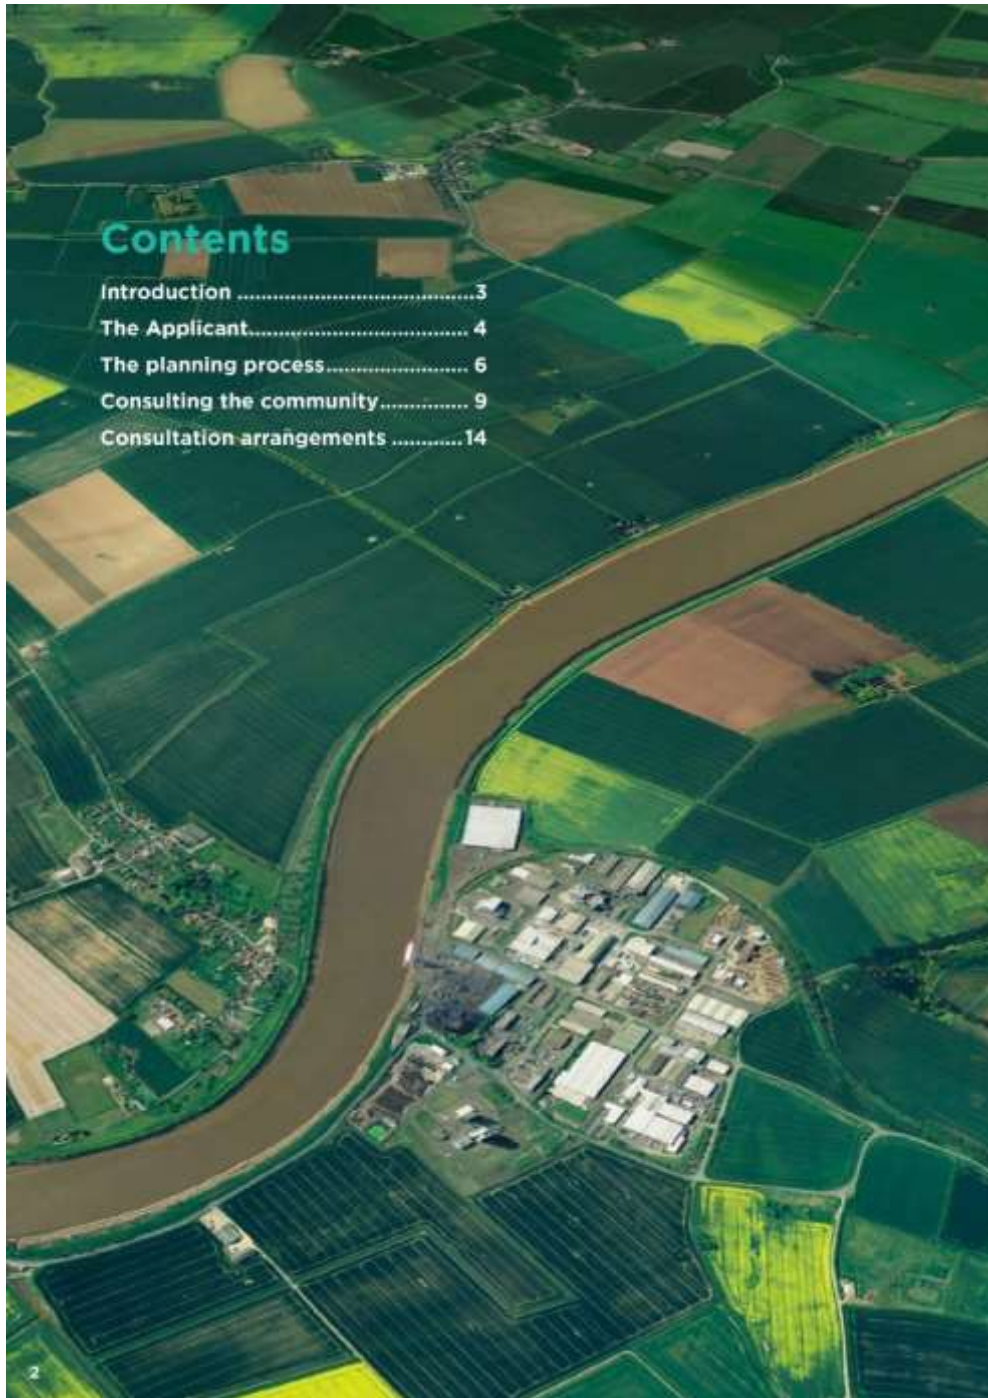 Contents
Introduction ........................................3
The Applicant..................................... 4
The planning process........................ 6
Consulting the community............... 9
Consultation arrangements ............14
2